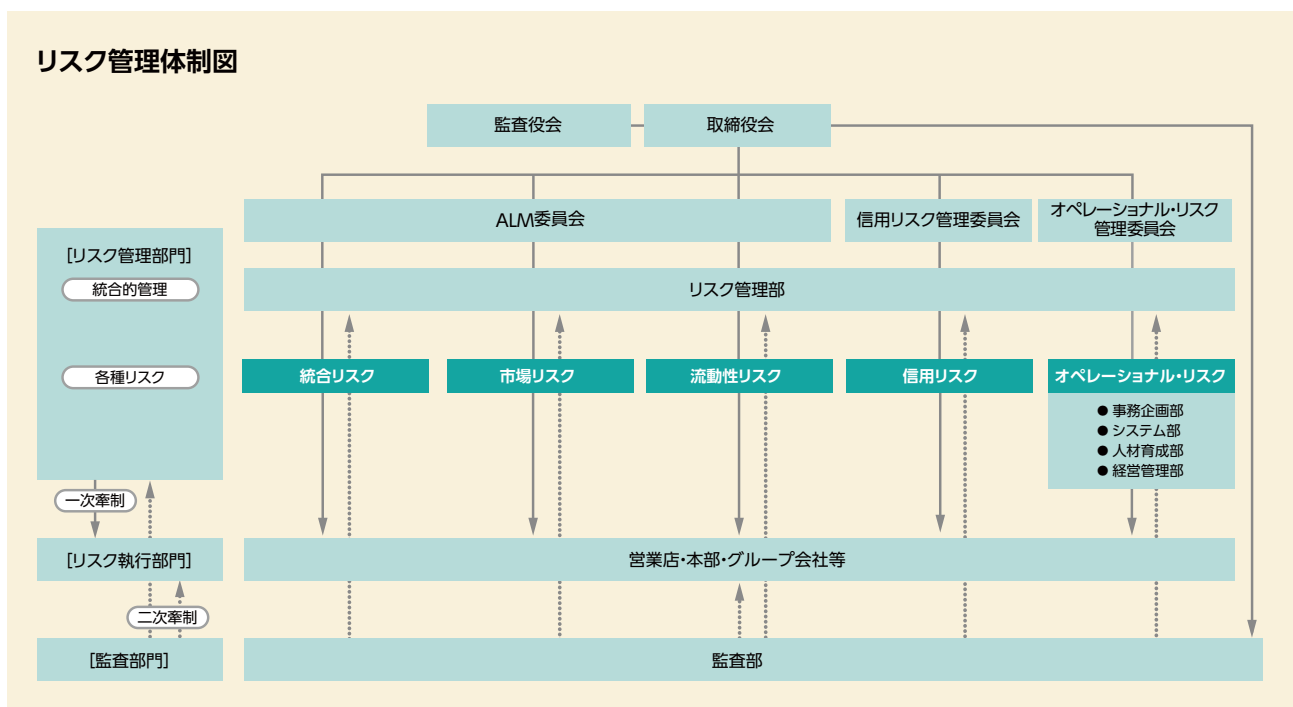 リスク管理体制図
監査役会
取締役会
ALM委員会
信用リスク管理委員会
オペレーショナル・リスク
管理委員会
[リスク管理部門]
統合的管理
リスク管理部
各種リスク
統合リスク
市場リスク
流動性リスク
信用リスク
オペレーショナル・リスク
● 事務企画部
● システム部
● 人材育成部
● 経営管理部
一次牽制
[リスク執行部門]
営業店・本部・グループ会社等
二次牽制
[監査部門]
監査部